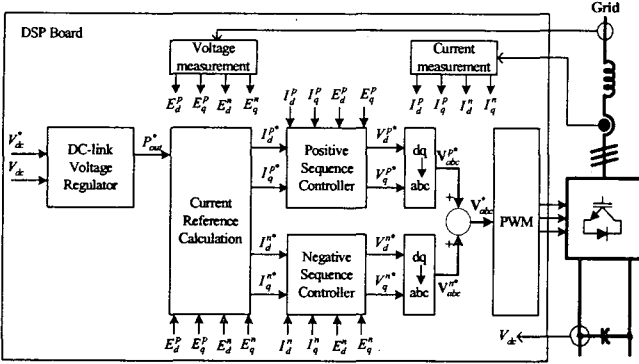 Grid
DSP Board
Voltage measurement
Current measurement
E_d^p E_q^p E_d^n E_q^n
I_d^p I_q^p E_d^p E_q^p
I_d^p I_q^p I_d^n I_q^n
V_dc^*
V_dc
DC-link Voltage Regulator
P_out^*
Current Reference Calculation
I_d^p*
I_q^p*
Positive Sequence Controller
V_d^p*
V_q^p*
dq
abc
V_abc^p*
+
+
V_abc^*
PWM
I_d^n*
I_q^n*
Negative Sequence Controller
V_d^n*
V_q^n*
dq
abc
V_abc^n*
E_d^p E_q^p E_d^n E_q^n
I_d^n I_q^n E_d^n E_q^n
V_dc